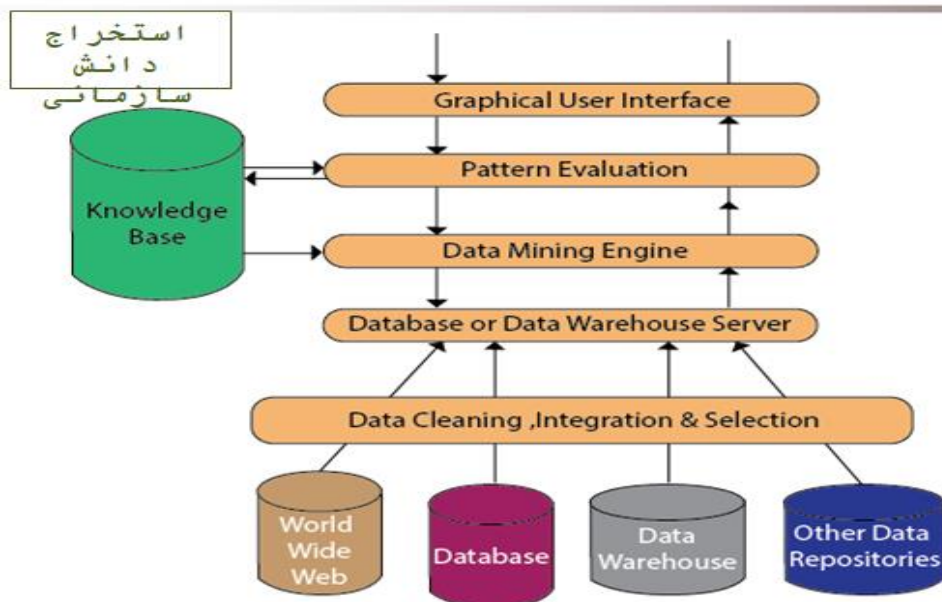 استخراج
دانش
سازمانی
Graphical User Interface
Pattern Evaluation
Knowledge
Base
Data Mining Engine
Database or Data Warehouse Server
Data Cleaning ,Integration & Selection
World
Wide
Web
Database
Data
Warehouse
Other Data
Repositories